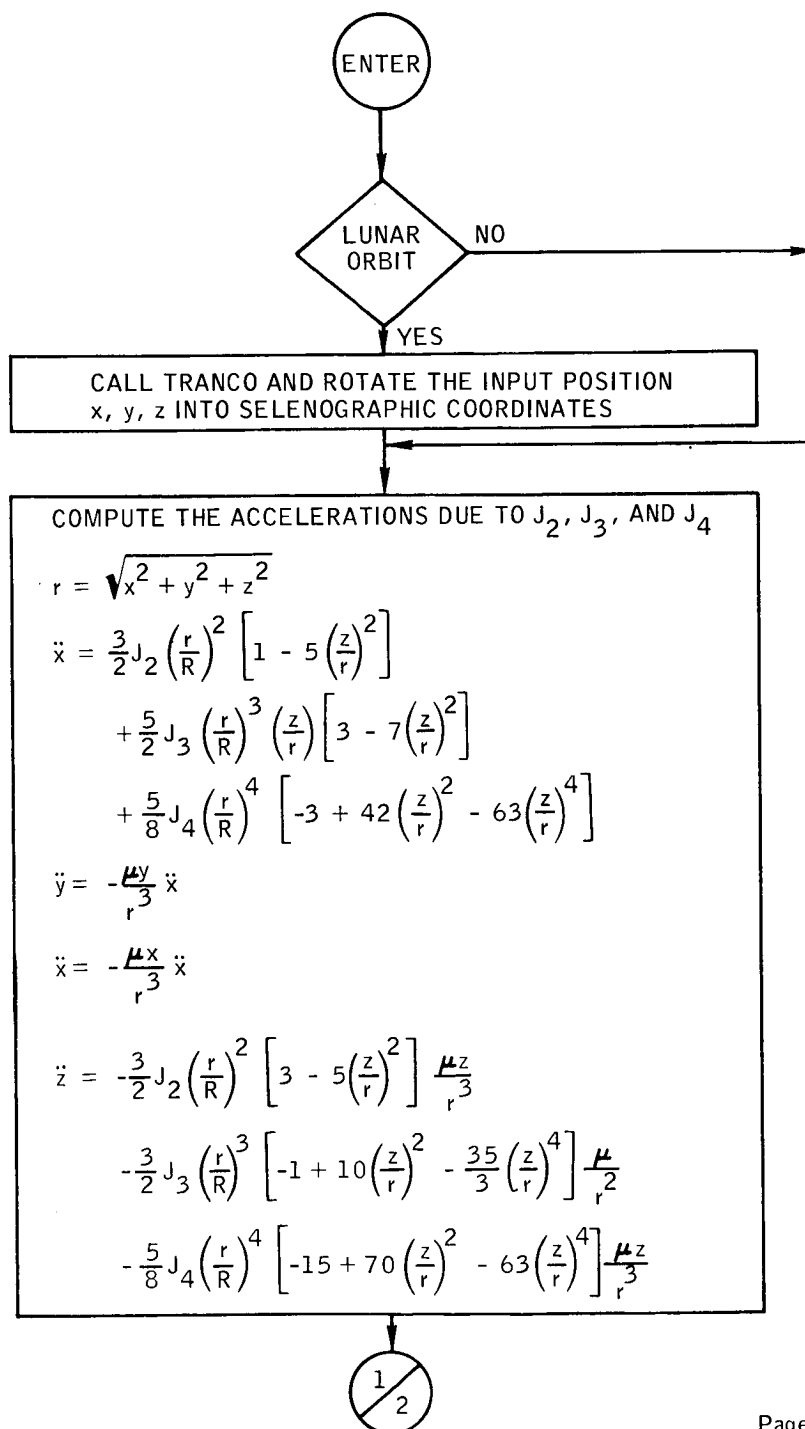 ENTER
LUNAR
ORBIT
NO
YES
CALL TRANCO AND ROTATE THE INPUT POSITION
x, y, z INTO SELENOGRAPHIC COORDINATES
COMPUTE THE ACCELERATIONS DUE TO J₂, J₃, AND J₄
r = √(x² + y² + z²)
ẍ = 3/2 J₂ (r/R)² [1 - 5 (z/r)²]
+ 5/2 J₃ (r/R)³ (z/r) [3 - 7 (z/r)²]
+ 5/8 J₄ (r/R)⁴ [-3 + 42 (z/r)² - 63 (z/r)⁴]
ÿ = - μy/r³ ẍ
ẍ = - μx/r³ ẍ
z̈ = - 3/2 J₂ (r/R)² [3 - 5 (z/r)²] μz/r³
- 3/2 J₃ (r/R)³ [-1 + 10 (z/r)² - 35/3 (z/r)⁴] μ/r²
- 5/8 J₄ (r/R)⁴ [-15 + 70 (z/r)² - 63 (z/r)⁴] μz/r³
1/2
Page